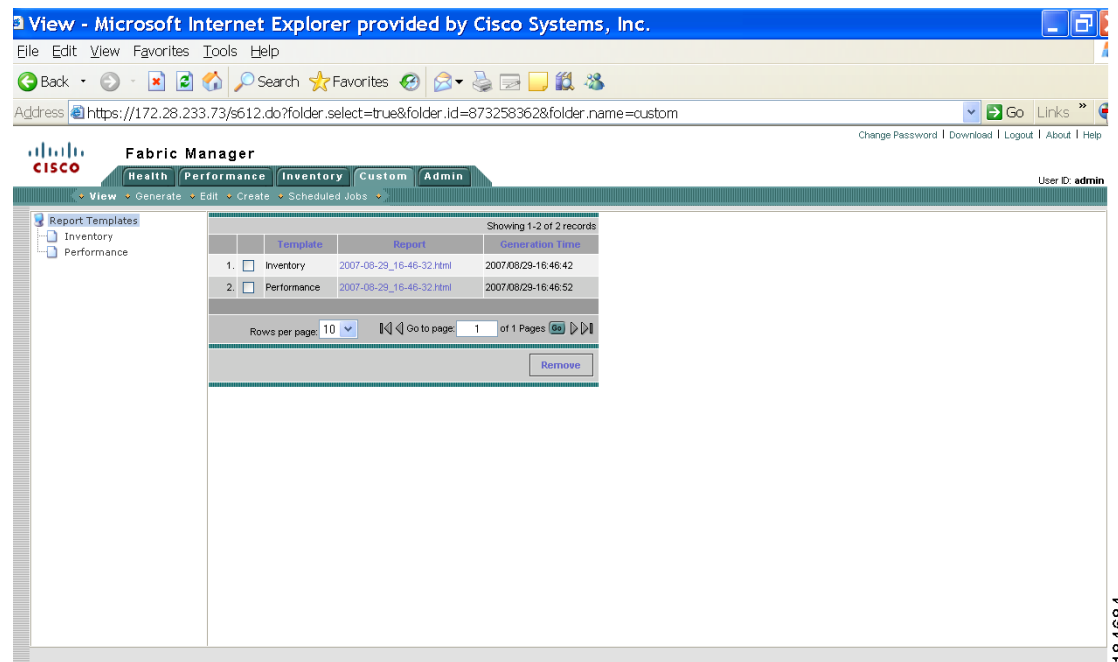 View - Microsoft Internet Explorer provided by Cisco Systems, Inc.
File Edit View Favorites Tools Help
Back Search Favorites
Address https://172.28.233.73/s612.do?folder.select=true&folder.id=873258362&folder.name=custom Go Links »
Change Password | Download | Logout | About | Help
CISCO Fabric Manager
Health Performance Inventory Custom Admin
User ID: admin
View Generate Edit Create Scheduled Jobs
Report Templates
Inventory
Performance
Showing 1-2 of 2 records
Template Report Generation Time
1. Inventory 2007-08-29_16-46-32.html 2007/08/29-16:46:42
2. Performance 2007-08-29_16-46-32.html 2007/08/29-16:46:52
Rows per page: 10 Go to page: 1 of 1 Pages Go
Remove